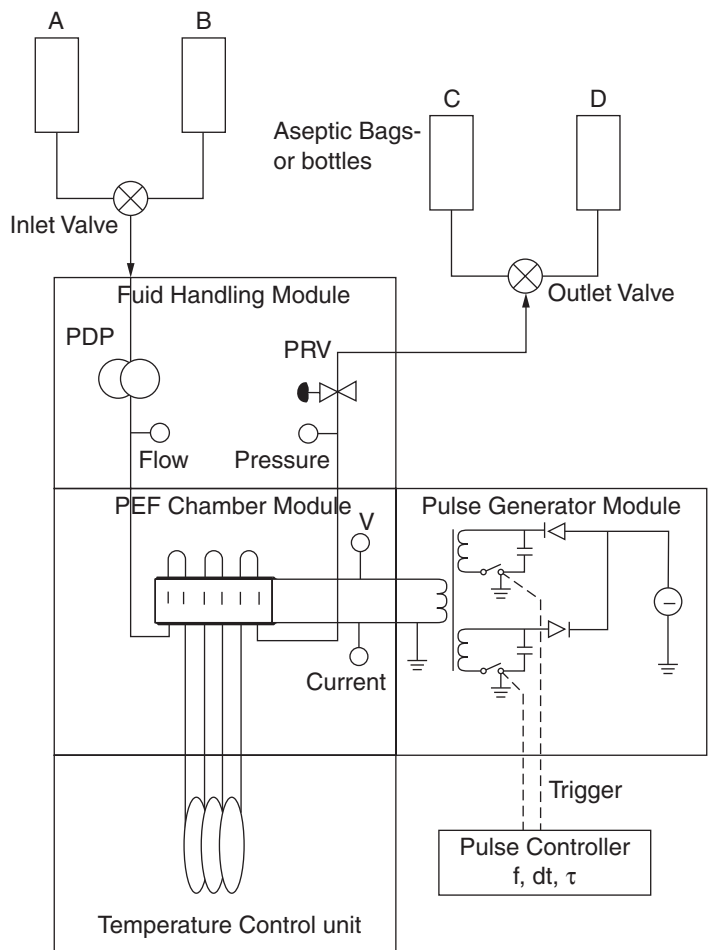 A
B
C
D
Aseptic Bags-
or bottles
Inlet Valve
Outlet Valve
Fuid Handling Module
PDP
PRV
Flow
Pressure
PEF Chamber Module
Pulse Generator Module
V
Current
Trigger
Pulse Controller
f, dt, τ
Temperature Control unit